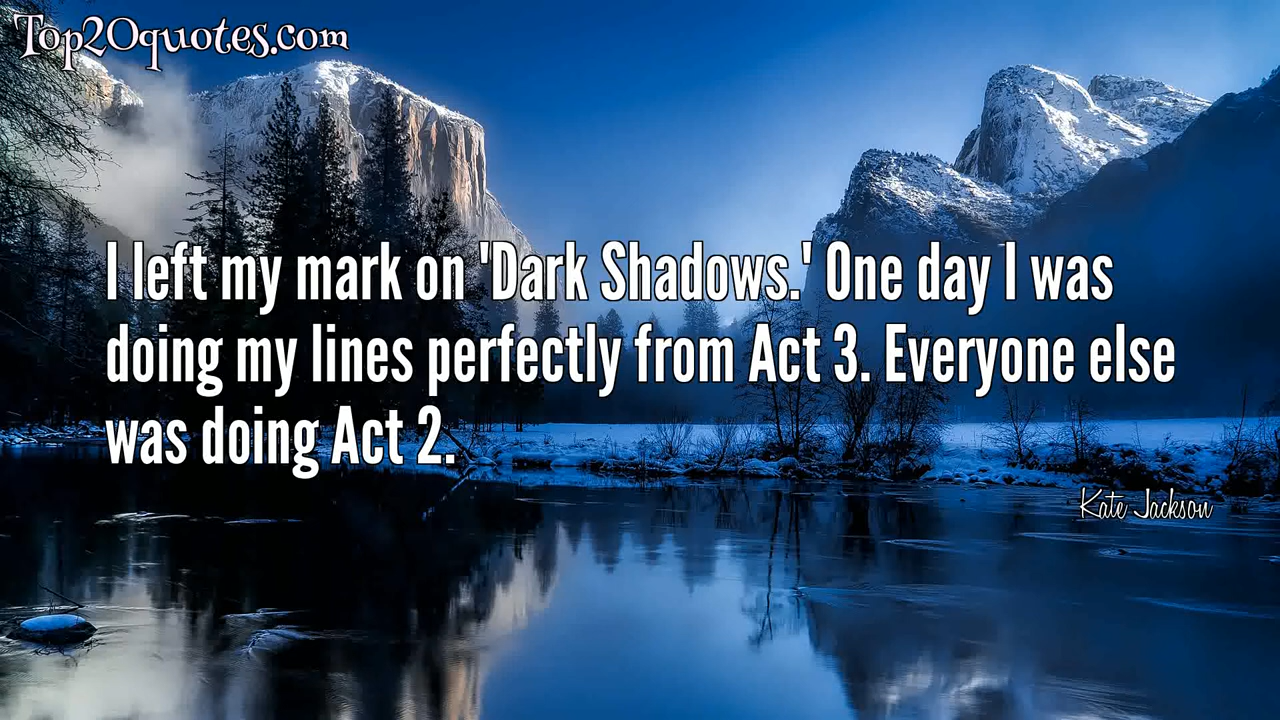 Top20quotes.com
I left my mark on 'Dark Shadows.' One day I was
doing my lines perfectly from Act 3. Everyone else
was doing Act 2.
Kate Jackson